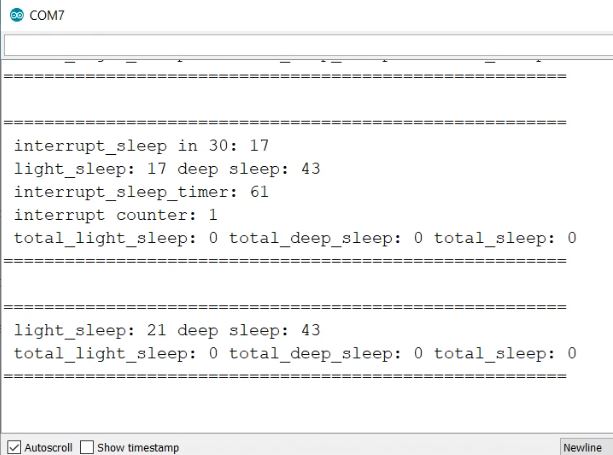 COM7
==========================================================
==========================================================
interrupt_sleep in 30: 17
light_sleep: 17 deep sleep: 43
interrupt_sleep_timer: 61
interrupt counter: 1
total_light_sleep: 0 total_deep_sleep: 0 total_sleep: 0
==========================================================
==========================================================
light_sleep: 21 deep sleep: 43
total_light_sleep: 0 total_deep_sleep: 0 total_sleep: 0
==========================================================
Autoscroll Show timestamp Newline